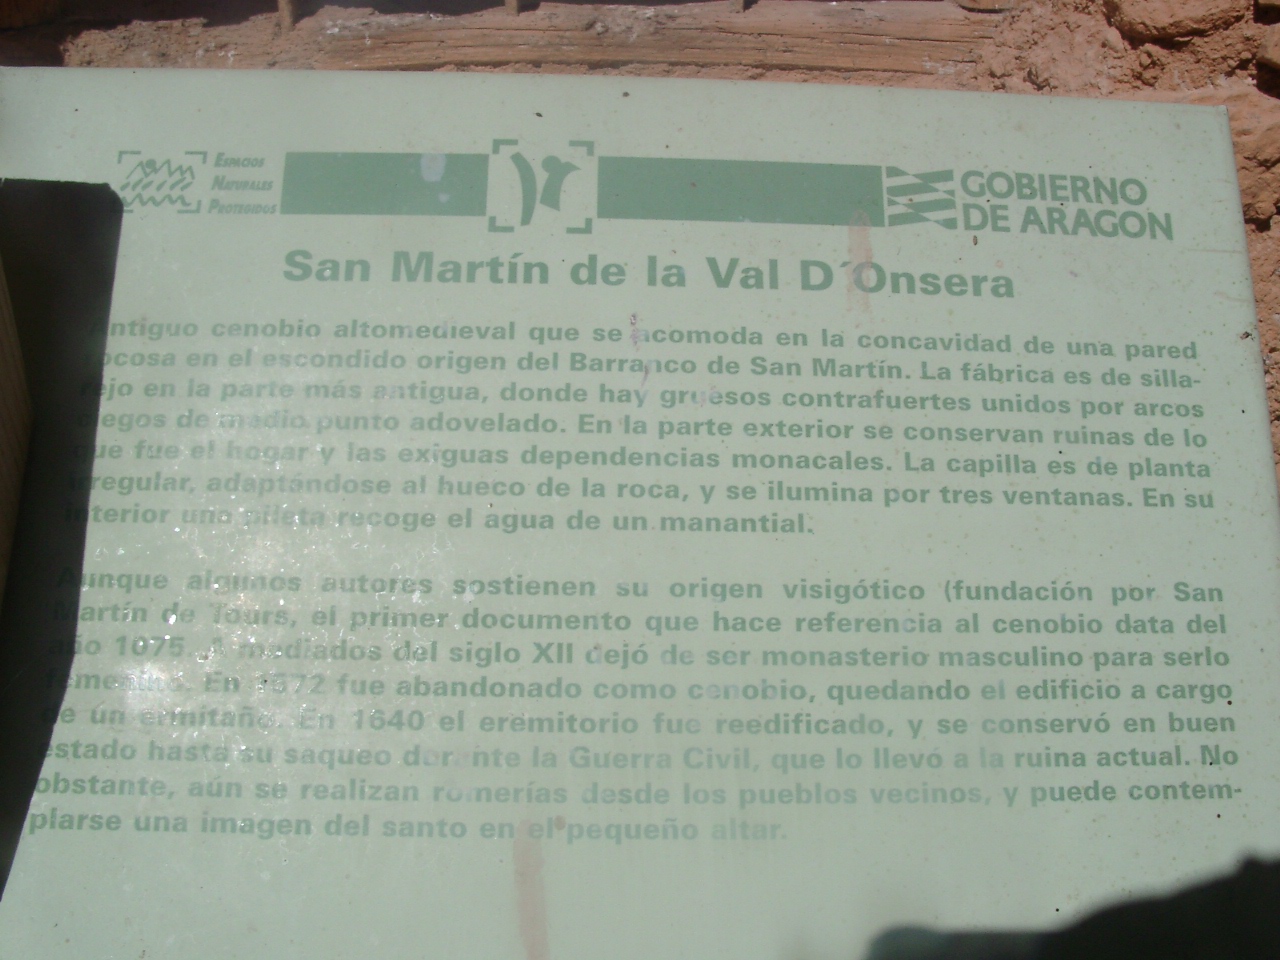 ESPACIOS
NATURALES
PROTEGIDOS
GOBIERNO
DE ARAGON
San Martín de la Val D´Onsera
Antiguo cenobio altomedieval que se acomoda en la concavidad de una pared
rocosa en el escondido origen del Barranco de San Martín. La fábrica es de silla-
rejo en la parte más antigua, donde hay gruesos contrafuertes unidos por arcos
ciegos de medio punto adovelado. En la parte exterior se conservan ruinas de lo
que fue el hogar y las exiguas dependencias monacales. La capilla es de planta
irregular, adaptándose al hueco de la roca, y se ilumina por tres ventanas. En su
interior una pileta recoge el agua de un manantial.
Aunque algunos autores sostienen su origen visigótico (fundación por San
Martín de Tours, el primer documento que hace referencia al cenobio data del
año 1075. A mediados del siglo XII dejó de ser monasterio masculino para serlo
femenino. En 1572 fue abandonado como cenobio, quedando el edificio a cargo
de un ermitaño. En 1640 el eremitorio fue reedificado, y se conservó en buen
estado hasta su saqueo durante la Guerra Civil, que lo llevó a la ruina actual. No
obstante, aún se realizan romerías desde los pueblos vecinos, y puede contem-
plarse una imagen del santo en el pequeño altar.